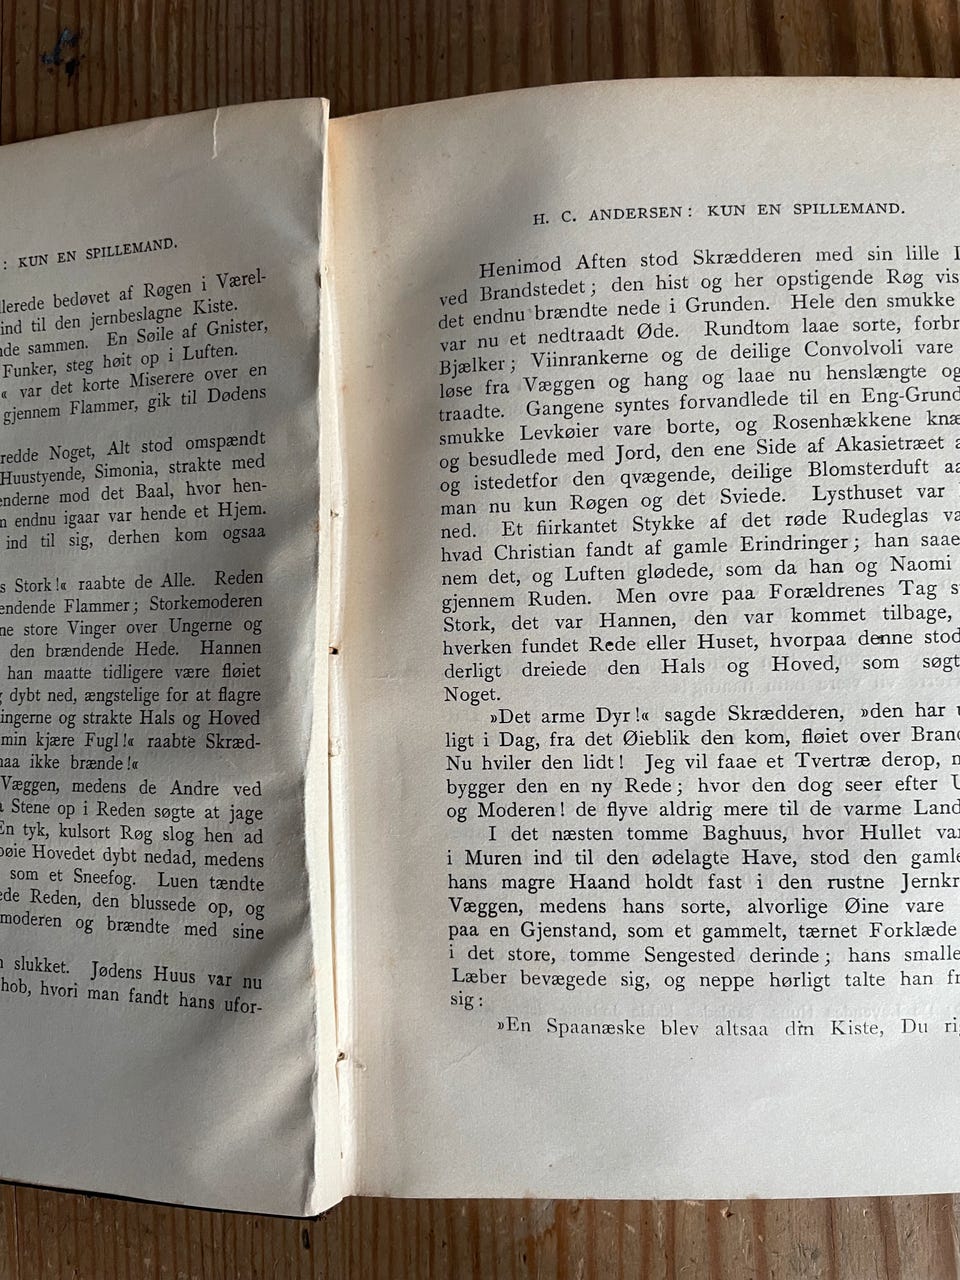 : KUN EN SPILLEMAND.
llerede bedøvet af Røgen i Værel-
ind til den jernbeslagne Kiste.
nde sammen. En Søile af Gnister,
Funker, steg høit op i Luften.
« var det korte Miserere over en
gjennem Flammer, gik til Dødens
redde Noget, Alt stod omspændt
Huustyende, Simonia, strakte med
enderne mod det Baal, hvor hen-
n endnu igaar var hende et Hjem.
ind til sig, derhen kom ogsaa
s Stork!« raabte de Alle. Reden
endende Flammer; Storkemoderen
ne store Vinger over Ungerne og
den brændende Hede. Hannen
han maatte tidligere være fløiet
g dybt ned, ængstelige for at flagre
ingerne og strakte Hals og Hoved
min kjære Fugl!« raabte Skræd-
naa ikke brænde!«
Væggen, medens de Andre ved
a Stene op i Reden søgte at jage
En tyk, kulsort Røg slog hen ad
bøie Hovedet dybt nedad, medens
som et Sneefog. Luen tændte
ede Reden, den blussede op, og
moderen og brændte med sine
n slukket. Jødens Huus var nu
hob, hvori man fandt hans ufor-
H. C. ANDERSEN: KUN EN SPILLEMAND.
Henimod Aften stod Skrædderen med sin lille
ved Brandstedet; den hist og her opstigende Røg vis
det endnu brændte nede i Grunden. Hele den smukke
var nu et nedtraadt Øde. Rundtom laae sorte, forbr
Bjælker; Viinrankerne og de deilige Convolvoli vare
løse fra Væggen og hang og laae nu henslængte og
traadte. Gangene syntes forvandlede til en Eng-Grund
smukke Levkøier vare borte, og Rosenhækkene knæ
og besudlede med Jord, den ene Side af Akasietræet a
og istedetfor den qvægende, deilige Blomsterduft aa
man nu kun Røgen og det Sviede. Lysthuset var
ned. Et fiirkantet Stykke af det røde Rudeglas va
hvad Christian fandt af gamle Erindringer; han saae
nem det, og Luften glødede, som da han og Naomi
gjennem Ruden. Men ovre paa Forældrenes Tag s
Stork, det var Hannen, den var kommet tilbage,
hverken fundet Rede eller Huset, hvorpaa denne stod
derligt dreiede den Hals og Hoved, som søgt
Noget.
»Det arme Dyr!« sagde Skrædderen, »den har u
ligt i Dag, fra det Øieblik den kom, fløiet over Brand
Nu hviler den lidt! Jeg vil faae et Tvertræ derop,
bygger den en ny Rede; hvor den dog seer efter U
og Moderen! de flyve aldrig mere til de varme Land
I det næsten tomme Baghuus, hvor Hullet va
i Muren ind til den ødelagte Have, stod den gamle
hans magre Haand holdt fast i den rustne Jernkr
Væggen, medens hans sorte, alvorlige Øine vare
paa en Gjenstand, som et gammelt, tærnet Forklæde
i det store, tomme Sengested derinde; hans smalle
Læber bevægede sig, og neppe hørligt talte han fr
sig:
»En Spaanæske blev altsaa din Kiste, Du ri